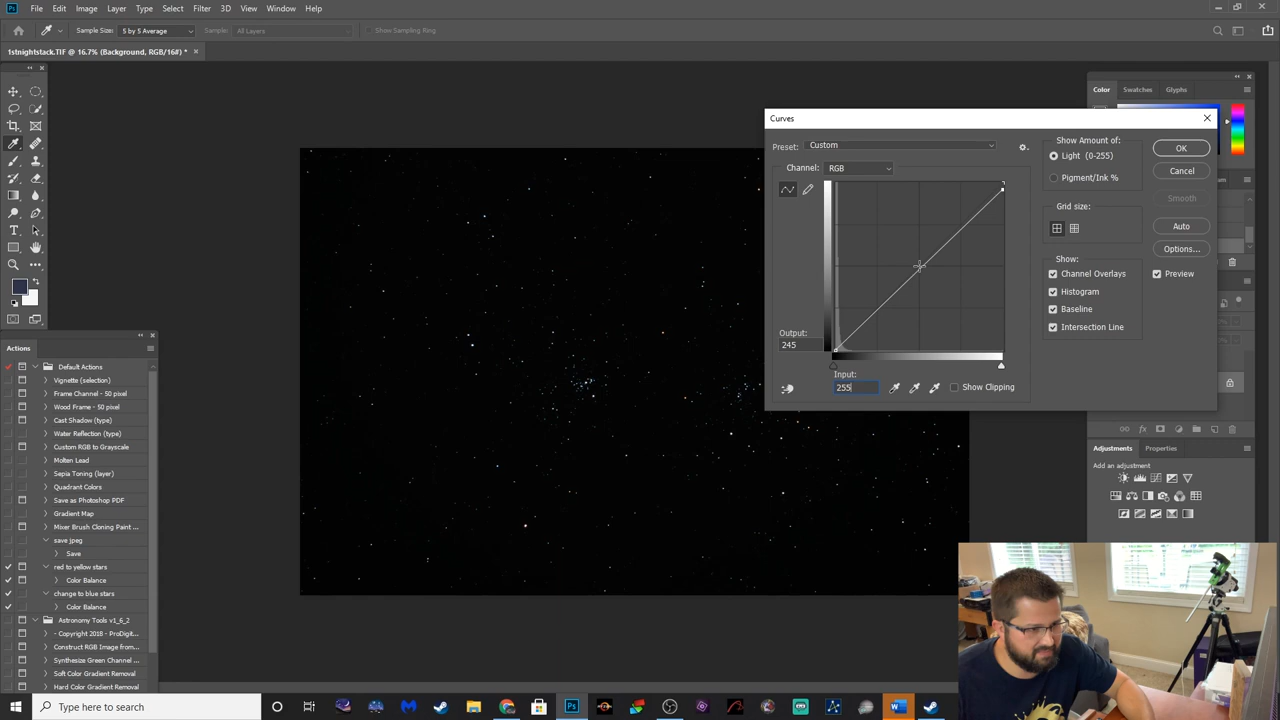 Ps File Edit Image Layer Type Select Filter 3D View Window Help
Sample Size: 5 by 5 Average Sample: All Layers Show Sampling Ring
1stnightstack.TIF @ 16.7% (Background, RGB/16#) *
Color Swatches Glyphs
Curves
Preset: Custom
Channel: RGB
Output:
245
Input:
255
Show Clipping
Show Amount of:
Light (0-255)
Pigment/Ink %
Grid size:
Show:
Channel Overlays
Histogram
Baseline
Intersection Line
OK
Cancel
Smooth
Auto
Options...
Preview
Actions
Default Actions
Vignette (selection)
Frame Channel - 50 pixel
Wood Frame - 50 pixel
Cast Shadow (type)
Water Reflection (type)
Custom RGB to Grayscale
Molten Lead
Sepia Toning (layer)
Quadrant Colors
Save as Photoshop PDF
Gradient Map
Mixer Brush Cloning Paint ...
save jpeg
Save
red to yellow stars
Color Balance
change to blue stars
Color Balance
Astronomy Tools v1_6_2
- Copyright 2018 - ProDigit...
Construct RGB Image from...
Synthesize Green Channel ...
Soft Color Gradient Removal
Hard Color Gradient Removal
Adjustments Properties
Add an adjustment
fx
Type here to search
Ps